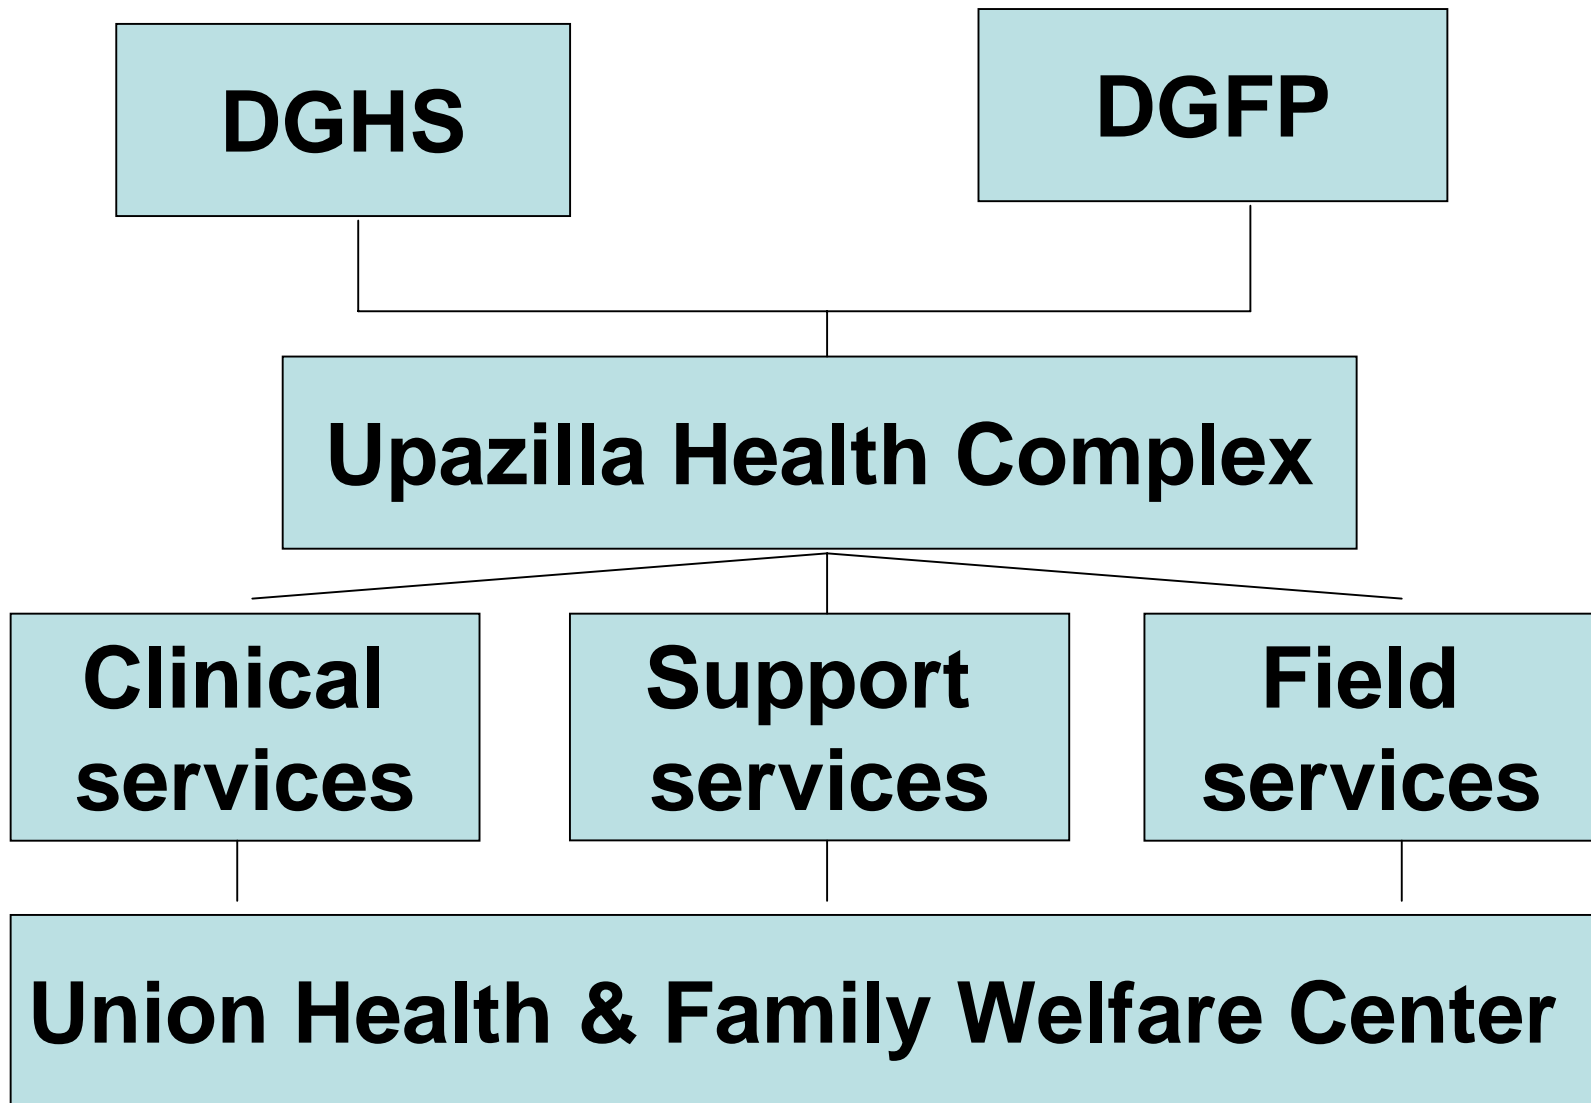 DGHS
DGFP
Upazilla Health Complex
Clinical
services
Support
services
Field
services
Union Health & Family Welfare Center